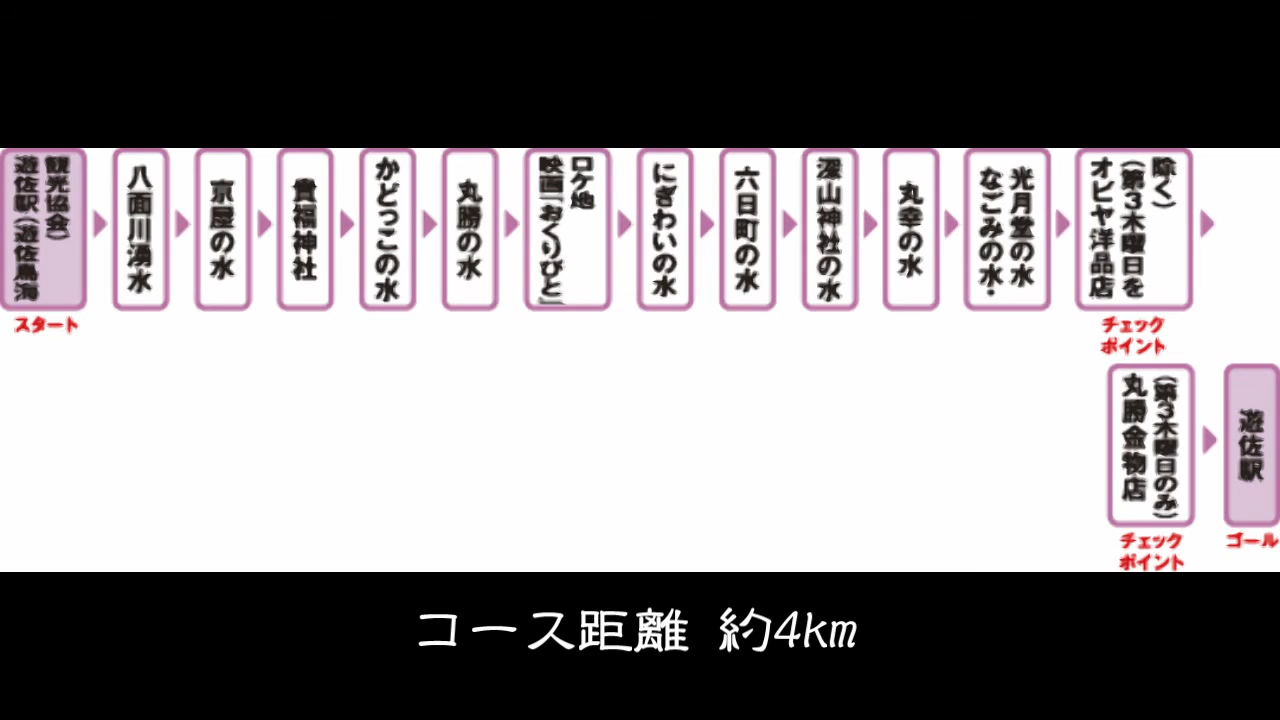 遊佐駅(遊佐鳥海
観光協会)
スタート
八面川湧水
京屋の水
貴福神社
かどっこの水
丸勝の水
映画「おくりびと」
ロケ地
にぎわいの水
六日町の水
深山神社の水
丸幸の水
なごみの水・
光月堂の水
オビヤ洋品店
(第3木曜日を
除く)
チェック
ポイント
丸勝金物店
(第3木曜日のみ)
チェック
ポイント
遊佐駅
ゴール
コース距離 約4km